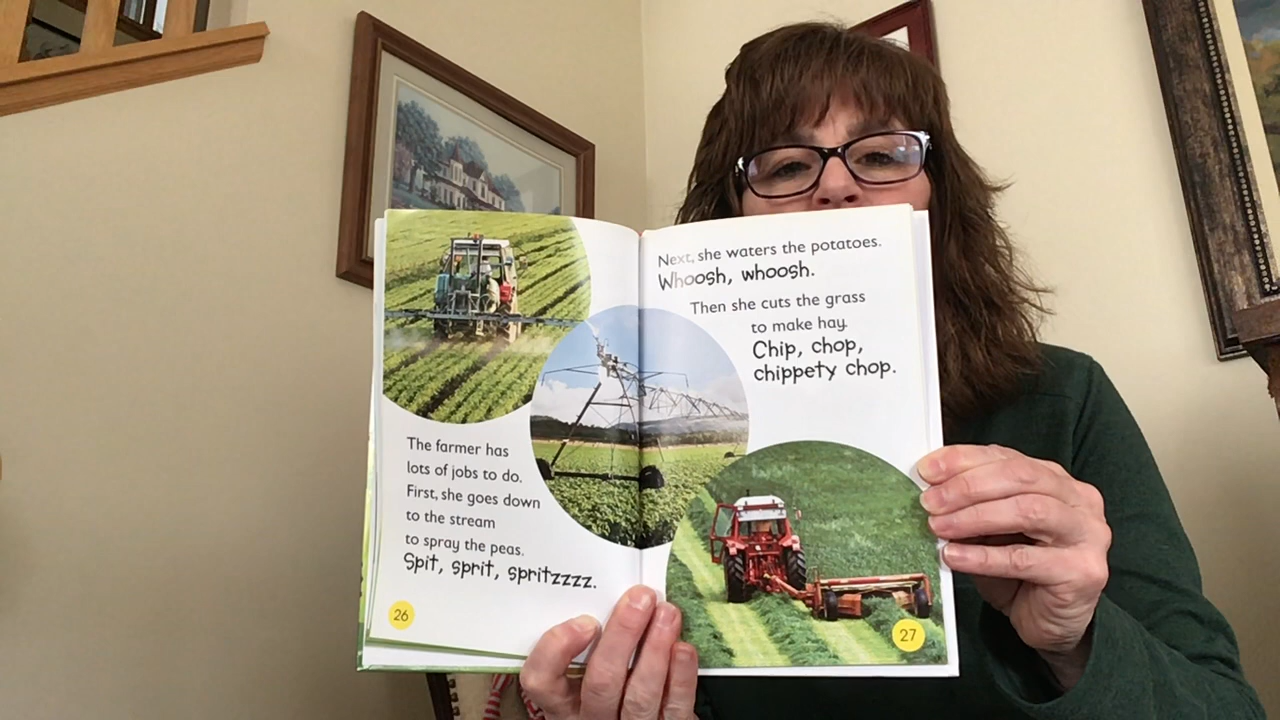 The farmer has
lots of jobs to do.
First, she goes down
to the stream
to spray the peas.
Spit, sprit, spritzzzz.
26
Next, she waters the potatoes.
Whoosh, whoosh.
Then she cuts the grass
to make hay.
Chip, chop,
chippety chop.
27